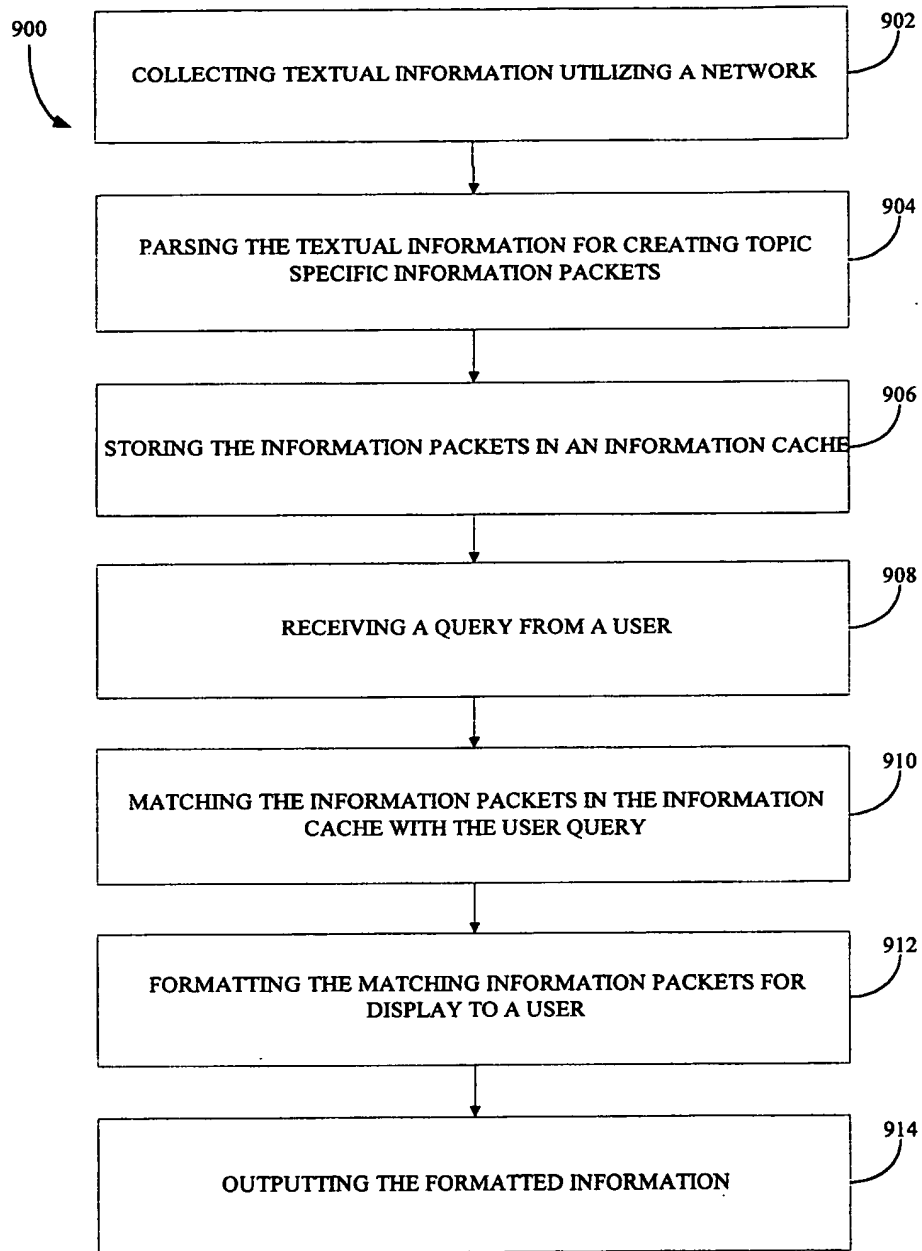 900
902
COLLECTING TEXTUAL INFORMATION UTILIZING A NETWORK
904
PARSING THE TEXTUAL INFORMATION FOR CREATING TOPIC
SPECIFIC INFORMATION PACKETS
906
STORING THE INFORMATION PACKETS IN AN INFORMATION CACHE
908
RECEIVING A QUERY FROM A USER
910
MATCHING THE INFORMATION PACKETS IN THE INFORMATION
CACHE WITH THE USER QUERY
912
FORMATTING THE MATCHING INFORMATION PACKETS FOR
DISPLAY TO A USER
914
OUTPUTTING THE FORMATTED INFORMATION